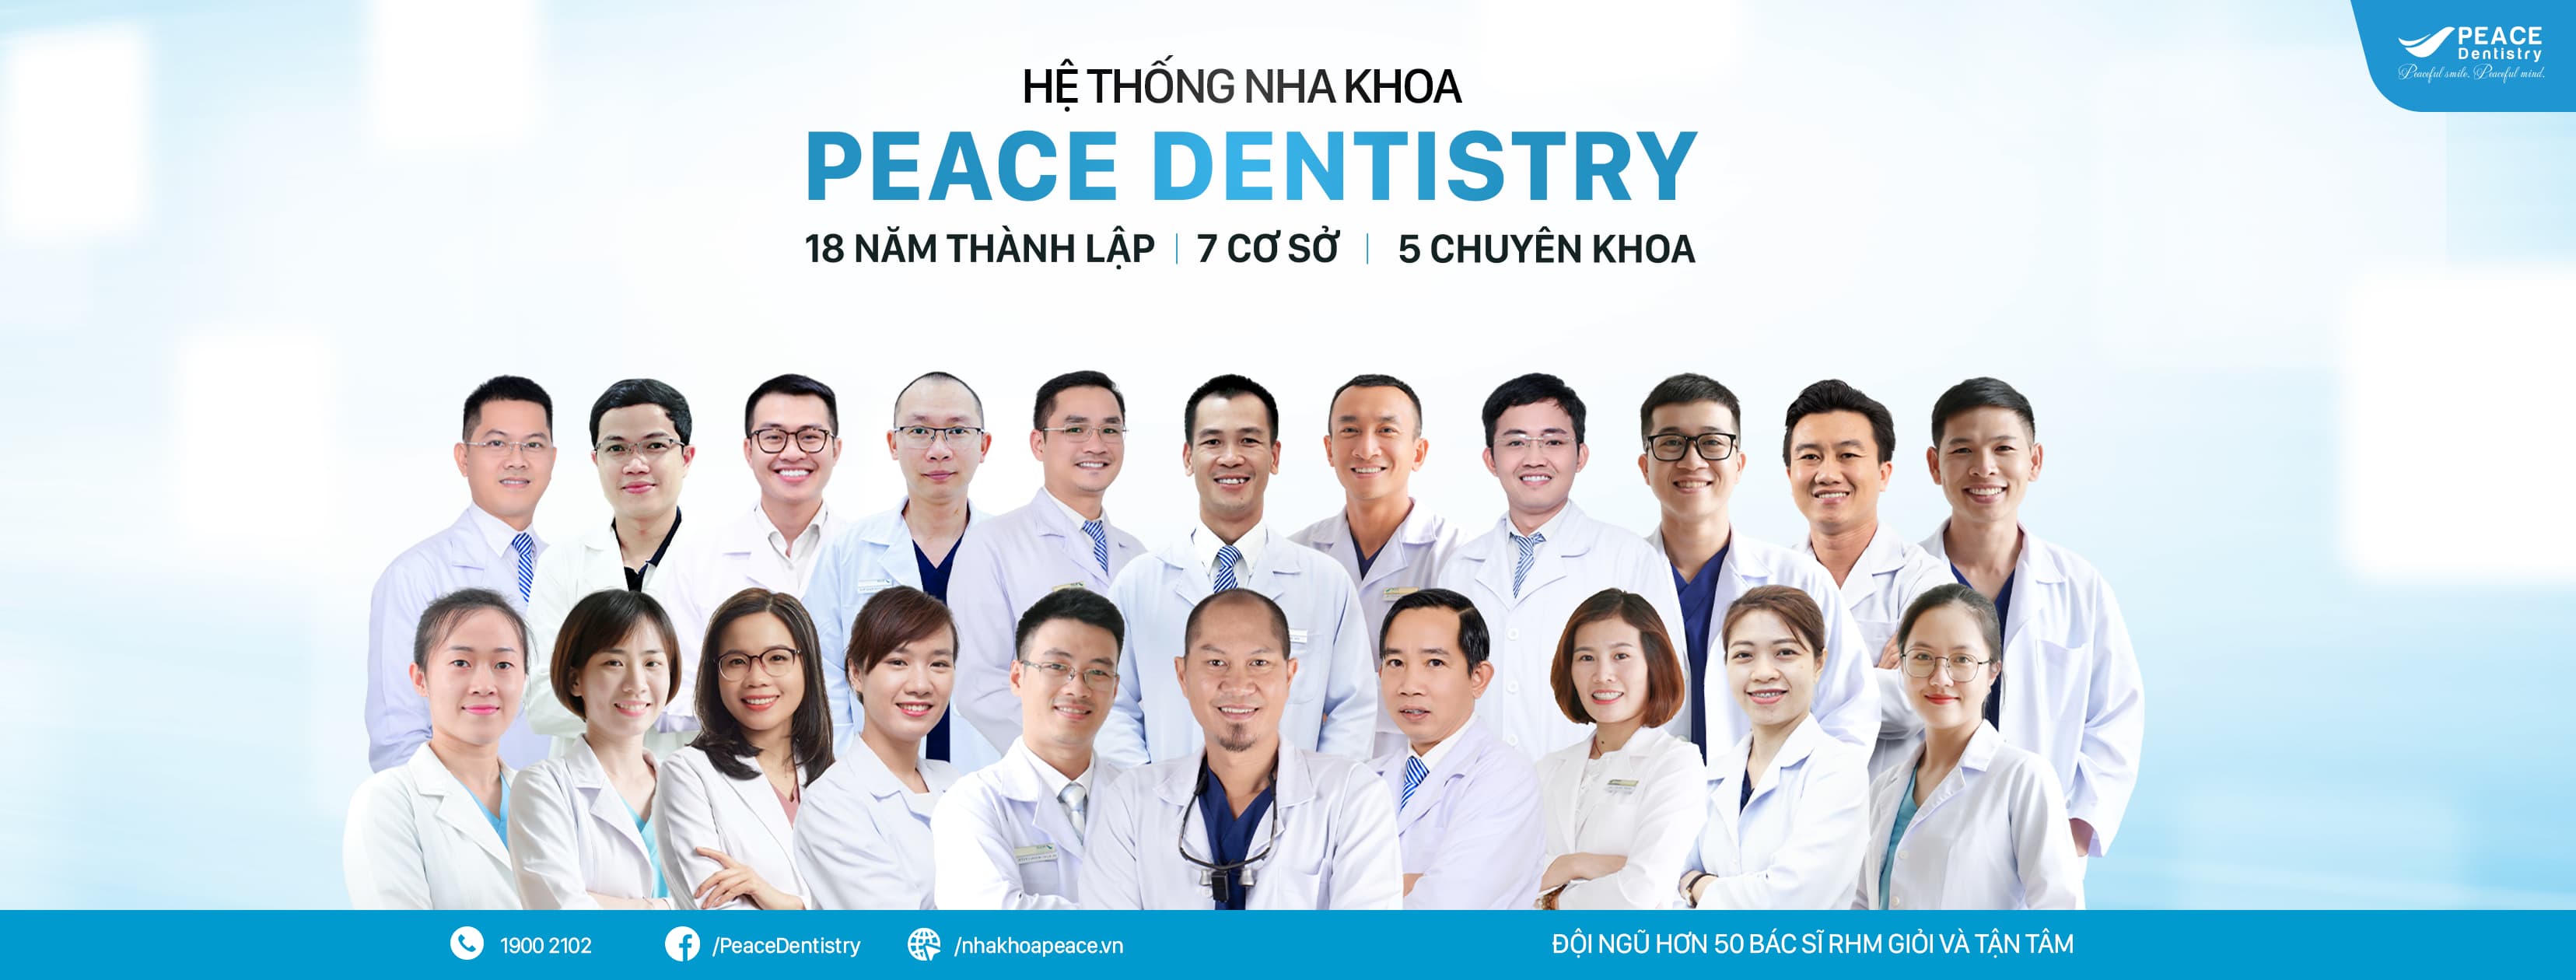 PEACE
Dentistry
Peaceful smile. Peaceful mind.
HỆ THỐNG NHA KHOA
PEACE DENTISTRY
18 NĂM THÀNH LẬP | 7 CƠ SỞ | 5 CHUYÊN KHOA
1900 2102 /PeaceDentistry /nhakhoapeace.vn ĐỘI NGŨ HƠN 50 BÁC SĨ RHM GIỎI VÀ TẬN TÂM